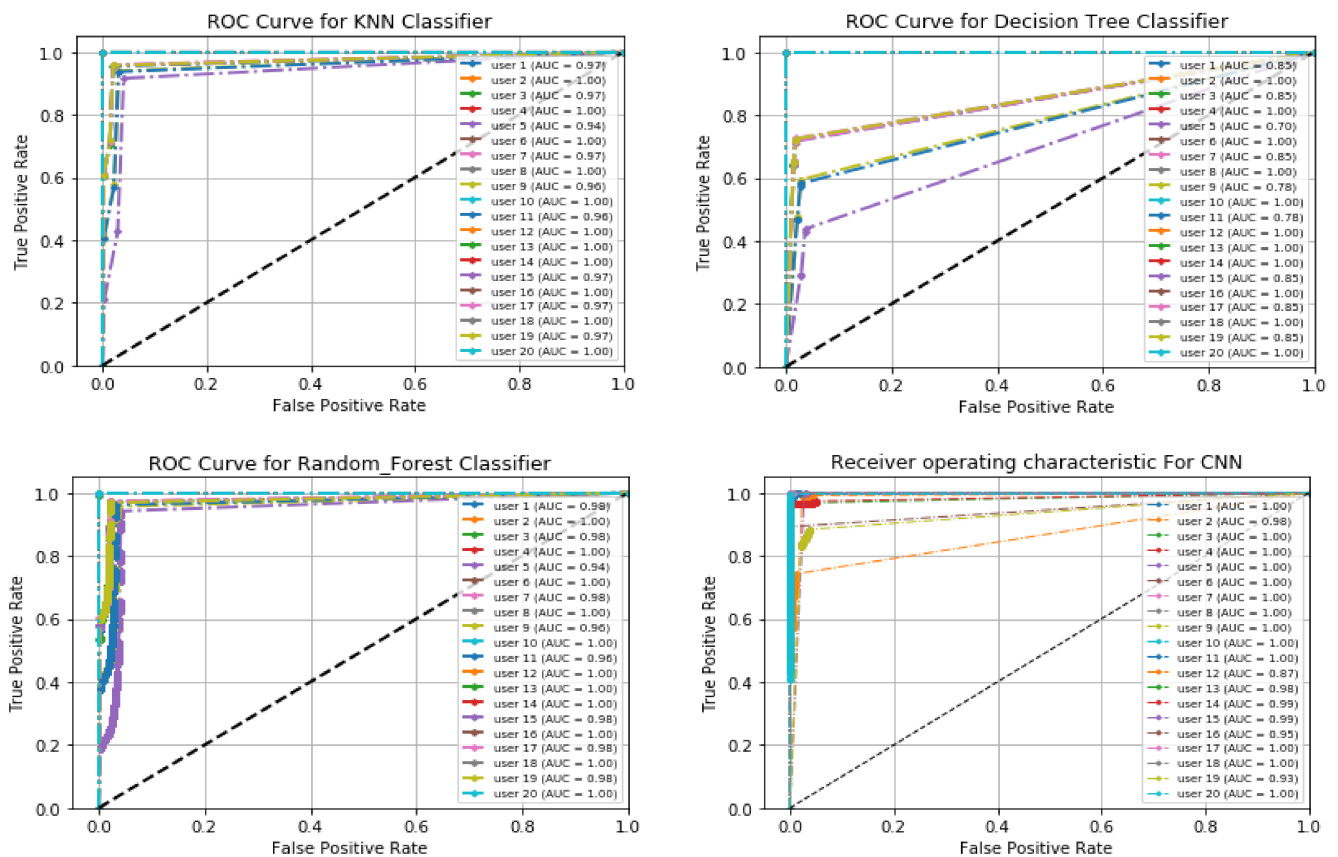 ROC Curve for KNN Classifier
1.0
0.8
0.6
0.4
0.2
0.0
True Positive Rate
user 1 (AUC = 0.97)
user 2 (AUC = 1.00)
user 3 (AUC = 0.97)
user 4 (AUC = 1.00)
user 5 (AUC = 0.94)
user 6 (AUC = 1.00)
user 7 (AUC = 0.97)
user 8 (AUC = 1.00)
user 9 (AUC = 0.96)
user 10 (AUC = 1.00)
user 11 (AUC = 0.96)
user 12 (AUC = 1.00)
user 13 (AUC = 1.00)
user 14 (AUC = 1.00)
user 15 (AUC = 0.97)
user 16 (AUC = 1.00)
user 17 (AUC = 0.97)
user 18 (AUC = 1.00)
user 19 (AUC = 0.97)
user 20 (AUC = 1.00)
0.0 0.2 0.4 0.6 0.8 1.0
False Positive Rate
ROC Curve for Decision Tree Classifier
1.0
0.8
0.6
0.4
0.2
0.0
True Positive Rate
user 1 (AUC = 0.85)
user 2 (AUC = 1.00)
user 3 (AUC = 0.85)
user 4 (AUC = 1.00)
user 5 (AUC = 0.70)
user 6 (AUC = 1.00)
user 7 (AUC = 0.85)
user 8 (AUC = 1.00)
user 9 (AUC = 0.78)
user 10 (AUC = 1.00)
user 11 (AUC = 0.78)
user 12 (AUC = 1.00)
user 13 (AUC = 1.00)
user 14 (AUC = 1.00)
user 15 (AUC = 0.85)
user 16 (AUC = 1.00)
user 17 (AUC = 0.85)
user 18 (AUC = 1.00)
user 19 (AUC = 0.85)
user 20 (AUC = 1.00)
0.0 0.2 0.4 0.6 0.8 1.0
False Positive Rate
ROC Curve for Random_Forest Classifier
1.0
0.8
0.6
0.4
0.2
0.0
True Positive Rate
user 1 (AUC = 0.98)
user 2 (AUC = 1.00)
user 3 (AUC = 0.98)
user 4 (AUC = 1.00)
user 5 (AUC = 0.94)
user 6 (AUC = 1.00)
user 7 (AUC = 0.98)
user 8 (AUC = 1.00)
user 9 (AUC = 0.96)
user 10 (AUC = 1.00)
user 11 (AUC = 0.96)
user 12 (AUC = 1.00)
user 13 (AUC = 1.00)
user 14 (AUC = 1.00)
user 15 (AUC = 0.98)
user 16 (AUC = 1.00)
user 17 (AUC = 0.98)
user 18 (AUC = 1.00)
user 19 (AUC = 0.98)
user 20 (AUC = 1.00)
0.0 0.2 0.4 0.6 0.8 1.0
False Positive Rate
Receiver operating characteristic For CNN
1.0
0.8
0.6
0.4
0.2
0.0
True Positive Rate
user 1 (AUC = 1.00)
user 2 (AUC = 0.98)
user 3 (AUC = 1.00)
user 4 (AUC = 1.00)
user 5 (AUC = 1.00)
user 6 (AUC = 1.00)
user 7 (AUC = 1.00)
user 8 (AUC = 1.00)
user 9 (AUC = 1.00)
user 10 (AUC = 1.00)
user 11 (AUC = 1.00)
user 12 (AUC = 0.87)
user 13 (AUC = 0.98)
user 14 (AUC = 0.99)
user 15 (AUC = 0.99)
user 16 (AUC = 0.95)
user 17 (AUC = 1.00)
user 18 (AUC = 1.00)
user 19 (AUC = 0.93)
user 20 (AUC = 1.00)
0.0 0.2 0.4 0.6 0.8 1.0
False Positive Rate